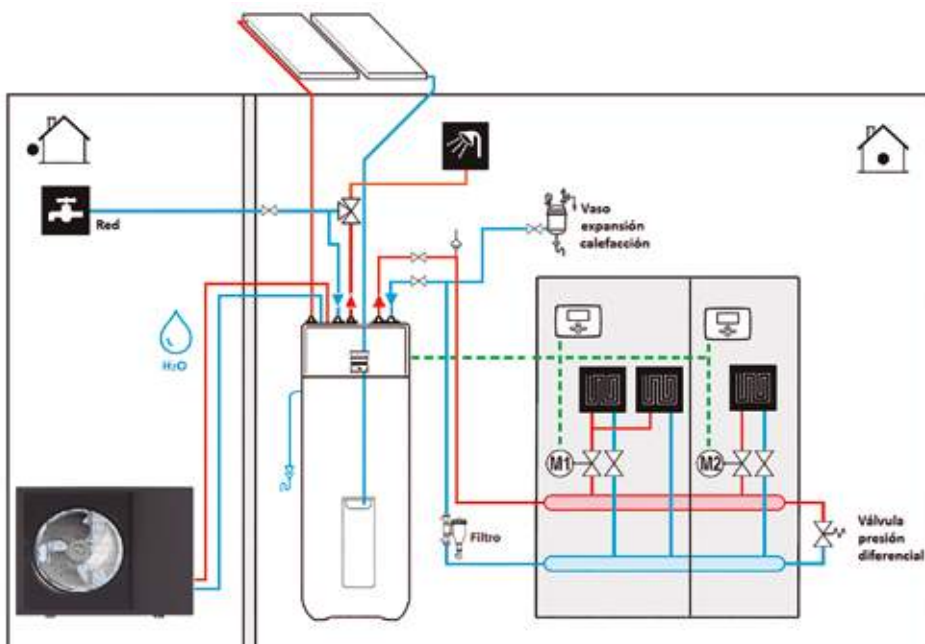 Red
Vaso
expansión
calefacción
H₂O
M1
M2
Filtro
Válvula
presión
diferencial